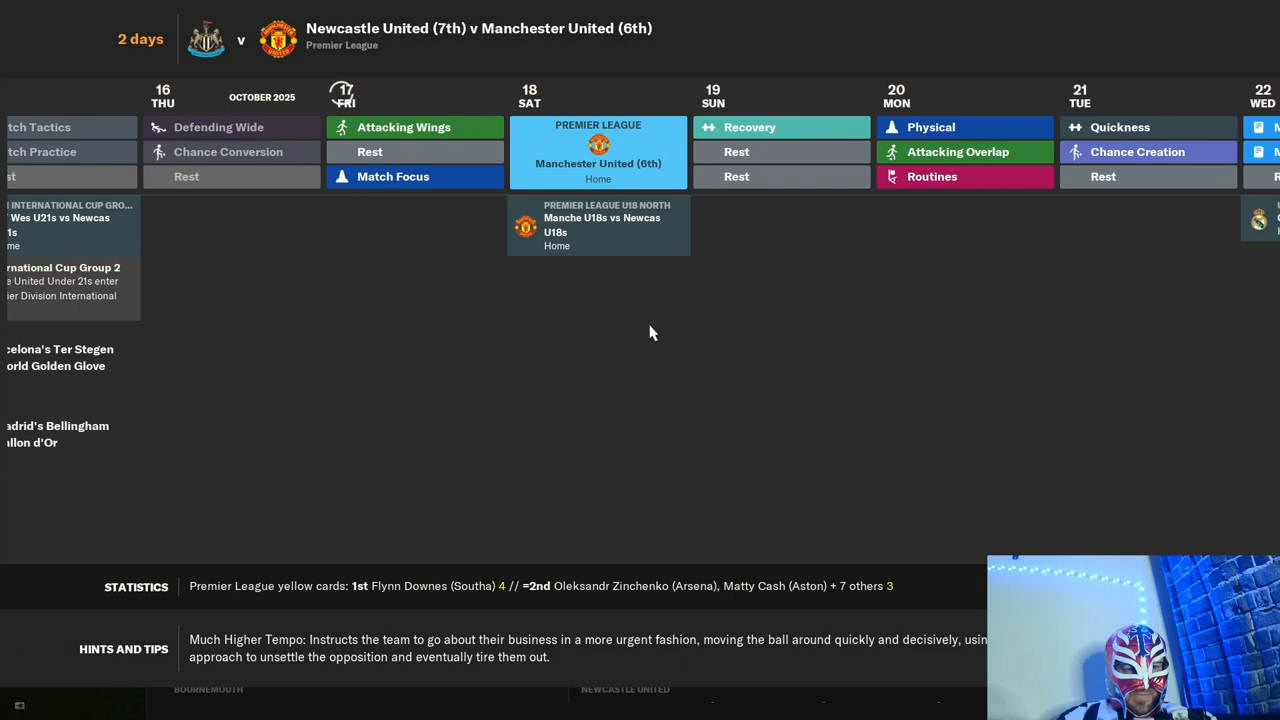 2 days
v
Newcastle United (7th) v Manchester United (6th)
Premier League
16
THU
OCTOBER 2025
17
FRI
18
SAT
19
SUN
20
MON
21
TUE
22
WED
tch Tactics
tch Practice
st
Defending Wide
Chance Conversion
Rest
Attacking Wings
Rest
Match Focus
PREMIER LEAGUE
Manchester United (6th)
Home
Recovery
Rest
Rest
Physical
Attacking Overlap
Routines
Quickness
Chance Creation
Rest
M
M
R
INTERNATIONAL CUP GRO...
Wes U21s vs Newcas
1s
me
rnational Cup Group 2
e United Under 21s enter
ier Division International
PREMIER LEAGUE U18 NORTH
Manche U18s vs Newcas
U18s
Home
celona's Ter Stegen
orld Golden Glove
adrid's Bellingham
allon d'Or
STATISTICS
Premier League yellow cards: 1st Flynn Downes (Southa) 4 // =2nd Oleksandr Zinchenko (Arsena), Matty Cash (Aston) + 7 others 3
HINTS AND TIPS
Much Higher Tempo: Instructs the team to go about their business in a more urgent fashion, moving the ball around quickly and decisively, usin
approach to unsettle the opposition and eventually tire them out.
BOURNEMOUTH
NEWCASTLE UNITED